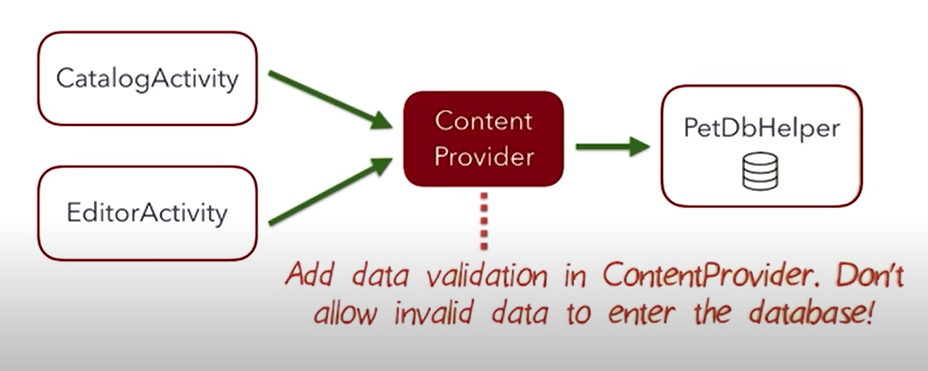 CatalogActivity
Content
Provider
PetDbHelper
EditorActivity
Add data validation in ContentProvider. Don't
allow invalid data to enter the database!